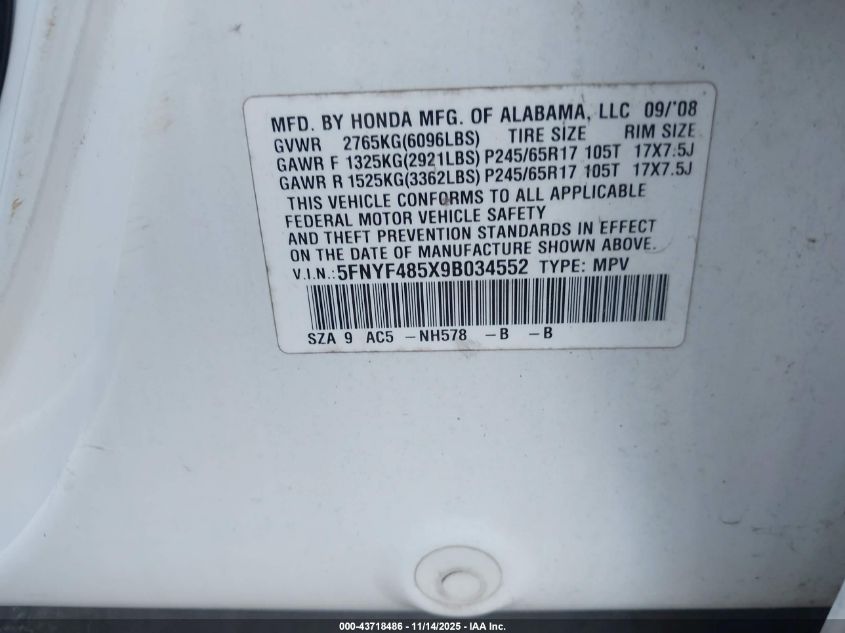 MFD. BY HONDA MFG. OF ALABAMA, LLC 09/'08
GVWR 2765KG(6096LBS) TIRE SIZE RIM SIZE
GAWR F 1325KG(2921LBS) P245/65R17 105T 17X7.5J
GAWR R 1525KG(3362LBS) P245/65R17 105T 17X7.5J
THIS VEHICLE CONFORMS TO ALL APPLICABLE
FEDERAL MOTOR VEHICLE SAFETY
AND THEFT PREVENTION STANDARDS IN EFFECT
ON THE DATE OF MANUFACTURE SHOWN ABOVE.
V.I.N.: 5FNYF485X9B034552 TYPE: MPV
SZA 9 AC5 -NH578 -B -B
000-43718486 - 11/14/2025 - IAA Inc.